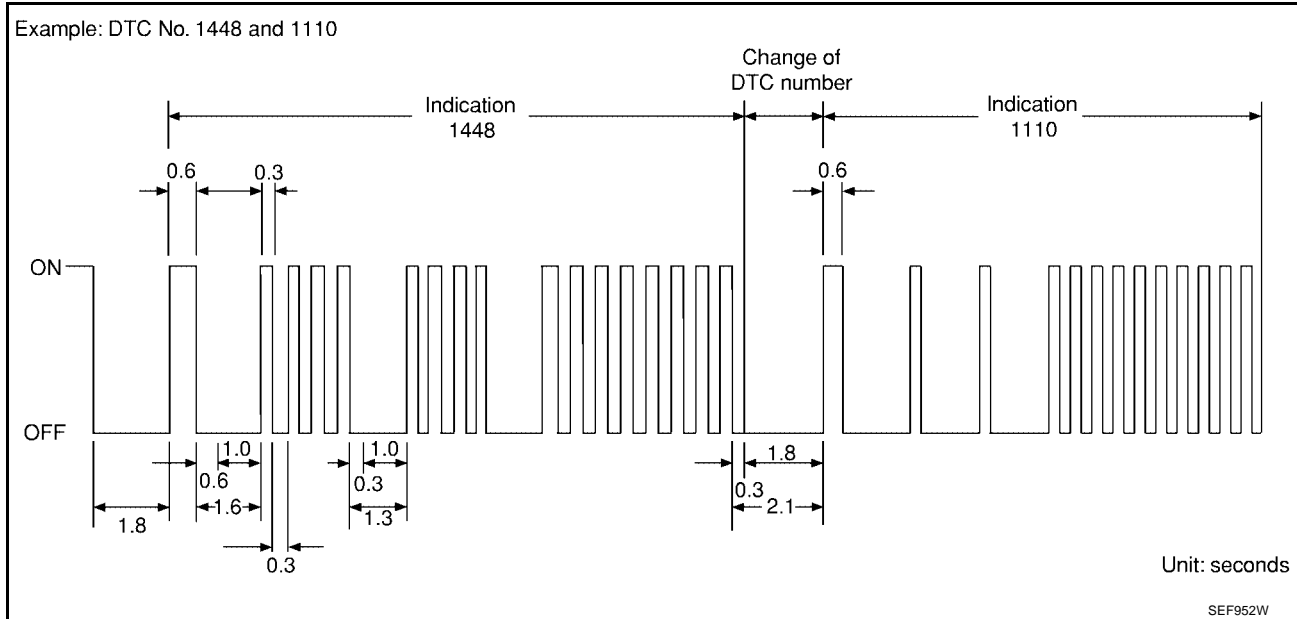 Example: DTC No. 1448 and 1110
Change of
DTC number
Indication
1448
Indication
1110
0.6
0.3
0.6
ON
OFF
1.0
0.6
1.6
1.8
0.3
1.0
0.3
1.3
1.8
0.3
2.1
Unit: seconds
SEF952W